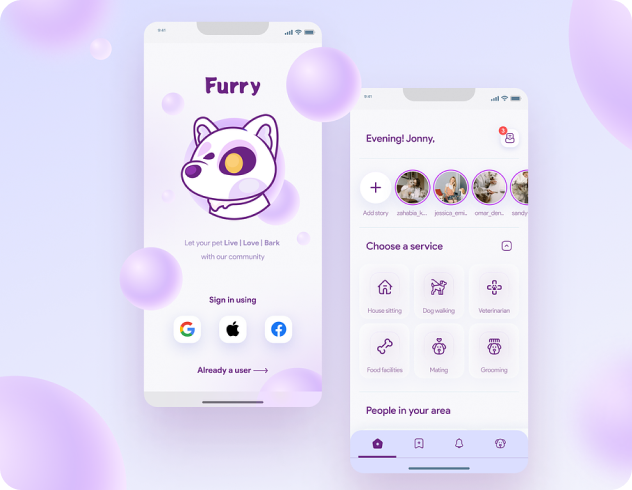 9:41
Furry
Let your pet Live | Love | Bark
with our community
Sign in using
Already a user
9:41
Evening! Jonny,
3
Add story
zahabia_k...
jessica_ems..
omar_den...
sandy
Choose a service
House sitting
Dog walking
Veterinarian
Food facilities
Mating
Grooming
People in your area